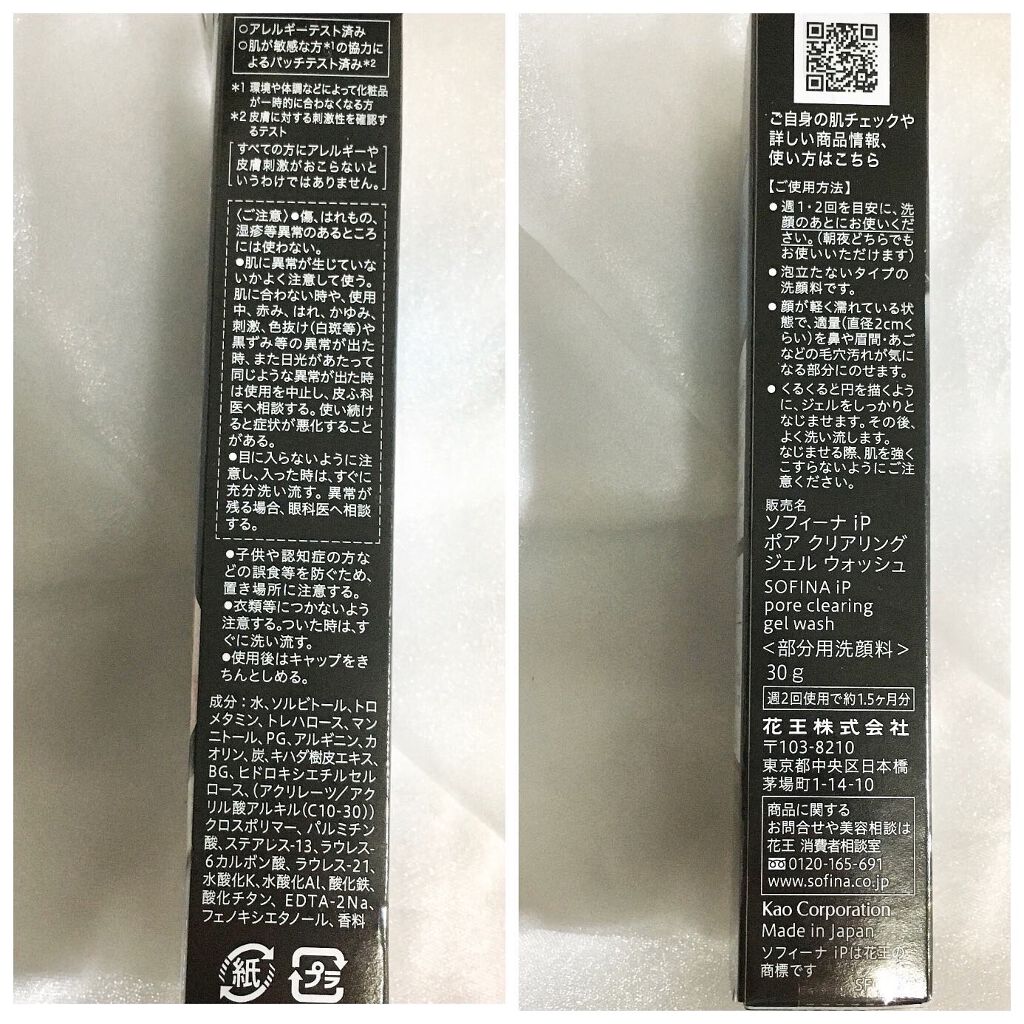 ○アレルギーテスト済み
○肌が敏感な方*1の協力に
よるパッチテスト済み*2
*1 環境や体調などによって化粧品
が一時的に合わなくなる方
*2 皮膚に対する刺激性を確認す
るテスト
すべての方にアレルギーや
皮膚刺激がおこらないと
いうわけではありません。
〈ご注意〉●傷、はれもの、
湿疹等異常のあるところ
には使わない。
●肌に異常が生じていな
いかよく注意して使う。
肌に合わない時や、使用
中、赤み、はれ、かゆみ、
刺激、色抜け(白斑等)や
黒ずみ等の異常が出た
時、また日光があたって
同じような異常が出た時
は使用を中止し、皮ふ科
医へ相談する。使い続け
ると症状が悪化すること
がある。
●目に入らないように注
意し、入った時は、すぐに
充分洗い流す。異常が
残る場合、眼科医へ相談
する。
●子供や認知症の方な
どの誤食等を防ぐため、
置き場所に注意する。
●衣類等につかないよう
注意する。ついた時は、す
ぐに洗い流す。
●使用後はキャップをき
ちんとしめる。
成分：水、ソルビトール、トロ
メタミン、トレハロース、マン
ニトール、PG、アルギニン、カ
オリン、炭、キハダ樹皮エキス、
BG、ヒドロキシエチルセル
ロース、(アクリレーツ／アク
リル酸アルキル(C10-30))
クロスポリマー、パルミチン
酸、ステアレス-13、ラウレス-
6カルボン酸、ラウレス-21、
水酸化K、水酸化Al、酸化鉄、
酸化チタン、EDTA-2Na、
フェノキシエタノール、香料
紙
プラ
ご自身の肌チェックや
詳しい商品情報、
使い方はこちら
【ご使用方法】
●週1・2回を目安に、洗
顔のあとにお使いくだ
さい。(朝夜どちらでも
お使いいただけます)
●泡立たないタイプの
洗顔料です。
●顔が軽く濡れている状
態で、適量(直径2cmく
らい)を鼻や眉間・あご
などの毛穴汚れが気に
なる部分にのせます。
●くるくると円を描くよう
に、ジェルをしっかりと
なじませます。その後、
よく洗い流します。
なじませる際、肌を強く
こすらないようにご注
意ください。
販売名
ソフィーナ iP
ポア クリアリング
ジェル ウォッシュ
SOFINA iP
pore clearing
gel wash
＜部分用洗顔料＞
30g
週2回使用で約1.5ヶ月分
花王株式会社
〒103-8210
東京都中央区日本橋
茅場町1-14-10
商品に関する
お問合せや美容相談は
花王 消費者相談室
0120-165-691
www.sofina.co.jp
Kao Corporation
Made in Japan
ソフィーナ iPは花王の
商標です